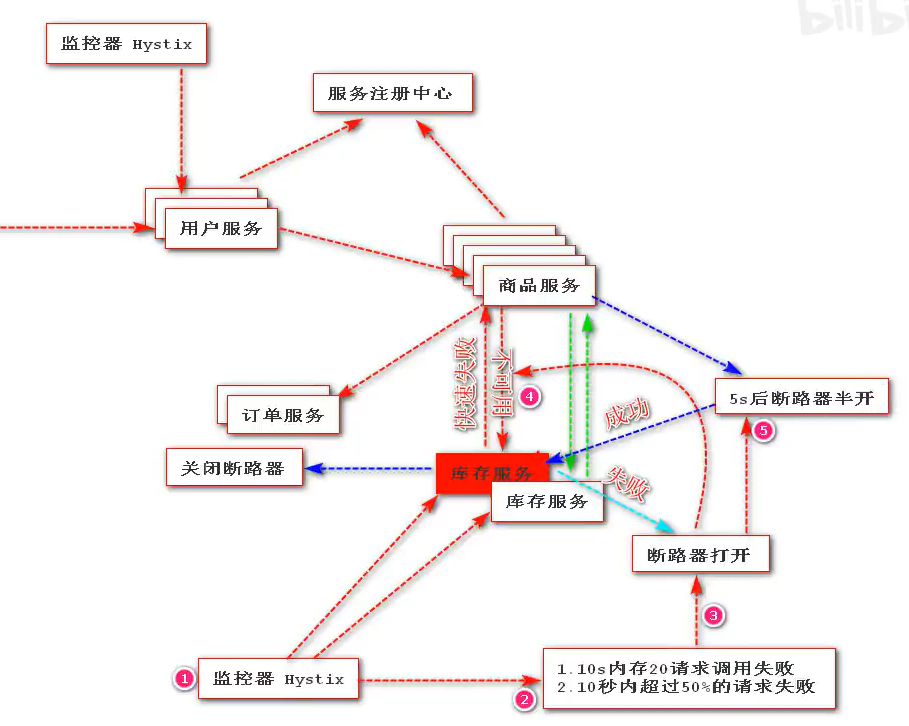 bilibi
监控器 Hystix
服务注册中心
用户服务
商品服务
快速失败
不可用
4
5s后断路器半开
5
订单服务
成功
关闭断路器
库存服务
失败
库存服务
断路器打开
3
1
监控器 Hystix
2
1.10s内存20请求调用失败
2.10秒内超过50%的请求失败